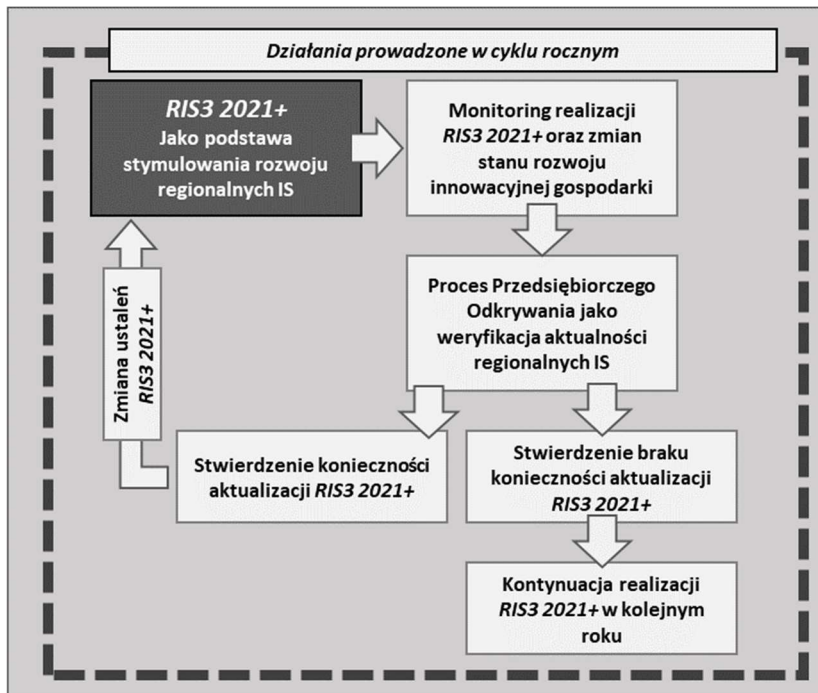 Działania prowadzone w cyklu rocznym
RIS3 2021+
Jako podstawa
stymulowania rozwoju
regionalnych IS
Monitoring realizacji
RIS3 2021+ oraz zmian
stanu rozwoju
innowacyjnej gospodarki
Proces Przedsiębiorczego
Odkrywania jako
weryfikacja aktualności
regionalnych IS
Zmiana ustaleń
RIS3 2021+
Stwierdzenie konieczności
aktualizacji RIS3 2021+
Stwierdzenie braku
konieczności aktualizacji
RIS3 2021+
Kontynuacja realizacji
RIS3 2021+ w kolejnym
roku